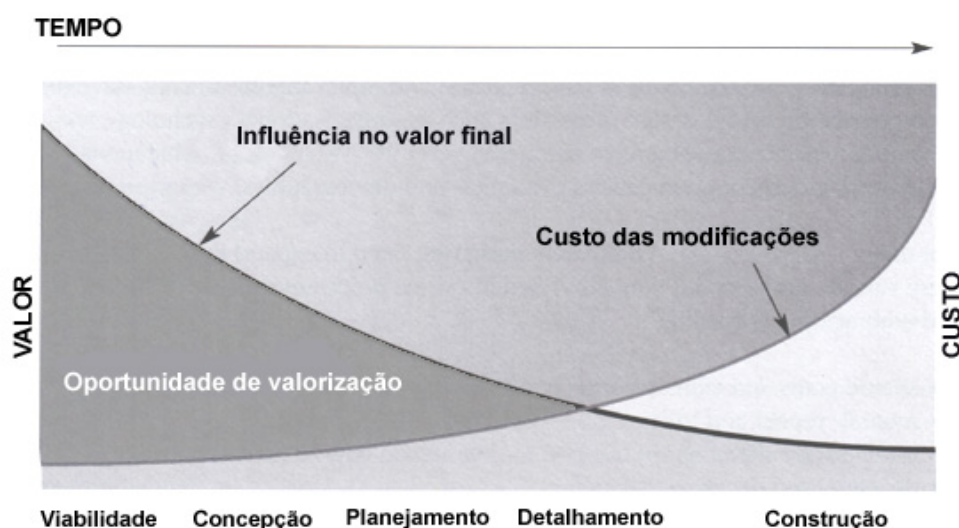 TEMPO
Influência no valor final
Custo das modificações
VALOR
CUSTO
Oportunidade de valorização
Viabilidade Concepção Planejamento Detalhamento Construção